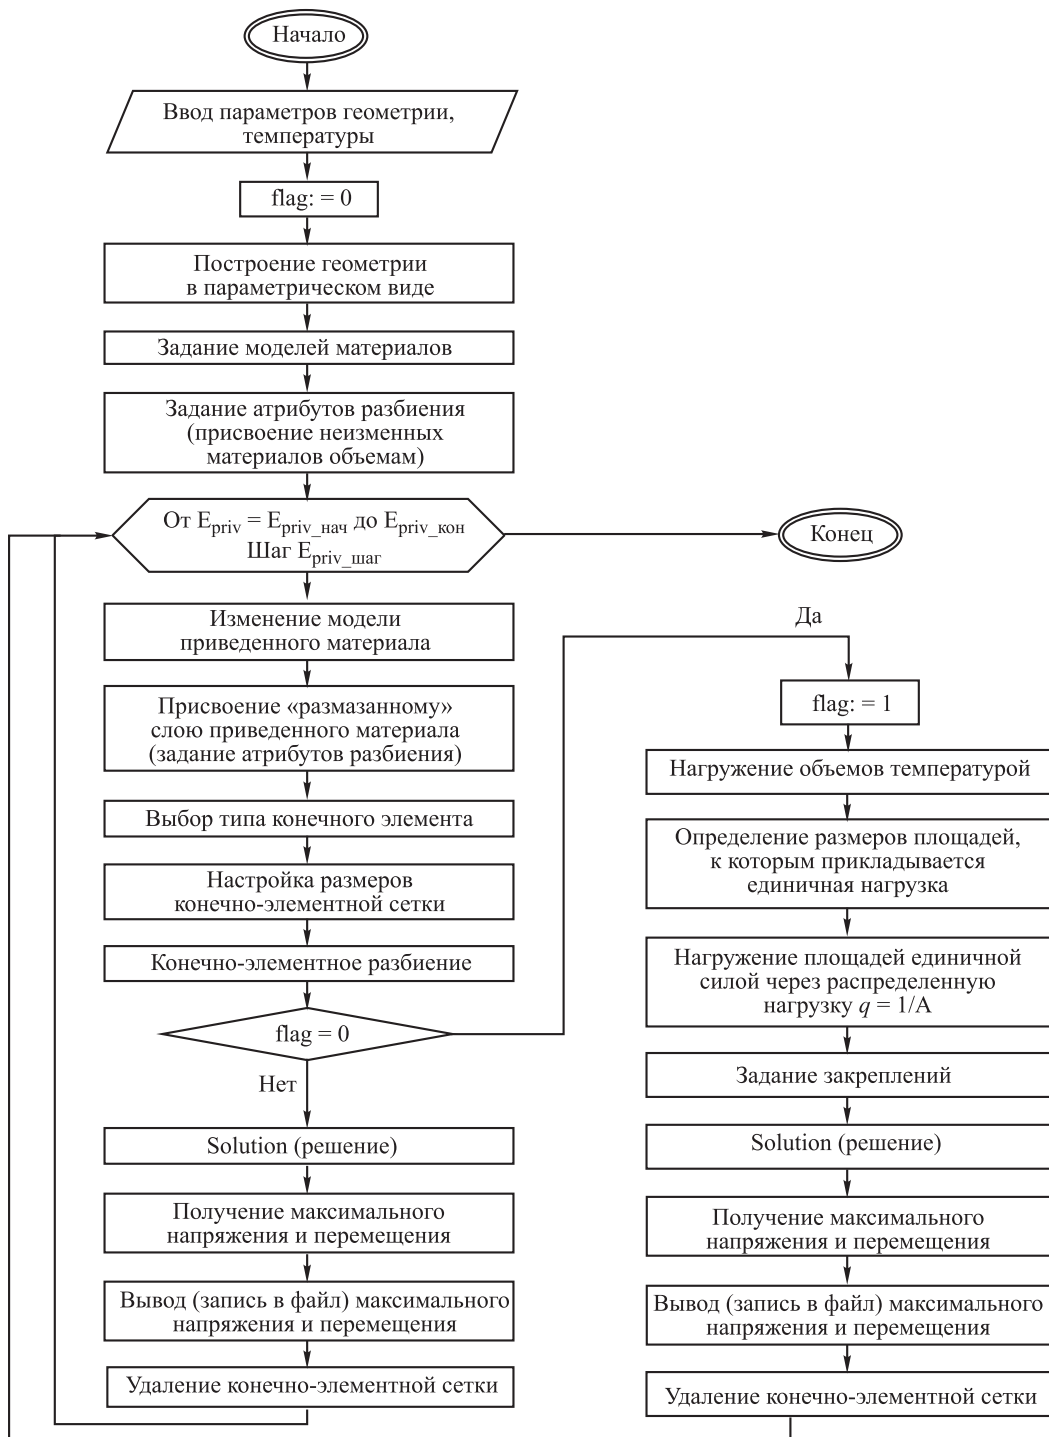 Начало
Ввод параметров геометрии,
температуры
flag: = 0
Построение геометрии
в параметрическом виде
Задание моделей материалов
Задание атрибутов разбиения
(присвоение неизменных
материалов объемам)
От E_priv = E_priv_нач до E_priv_кон
Шаг E_priv_шаг
Конец
Изменение модели
приведенного материала
Присвоение «размазанному»
слою приведенного материала
(задание атрибутов разбиения)
Выбор типа конечного элемента
Настройка размеров
конечно-элементной сетки
Конечно-элементное разбиение
flag = 0
Нет
Solution (решение)
Получение максимального
напряжения и перемещения
Вывод (запись в файл) максимального
напряжения и перемещения
Удаление конечно-элементной сетки
Да
flag: = 1
Нагружение объемов температурой
Определение размеров площадей,
к которым прикладывается
единичная нагрузка
Нагружение площадей единичной
силой через распределенную
нагрузку q = 1/A
Задание закреплений
Solution (решение)
Получение максимального
напряжения и перемещения
Вывод (запись в файл) максимального
напряжения и перемещения
Удаление конечно-элементной сетки